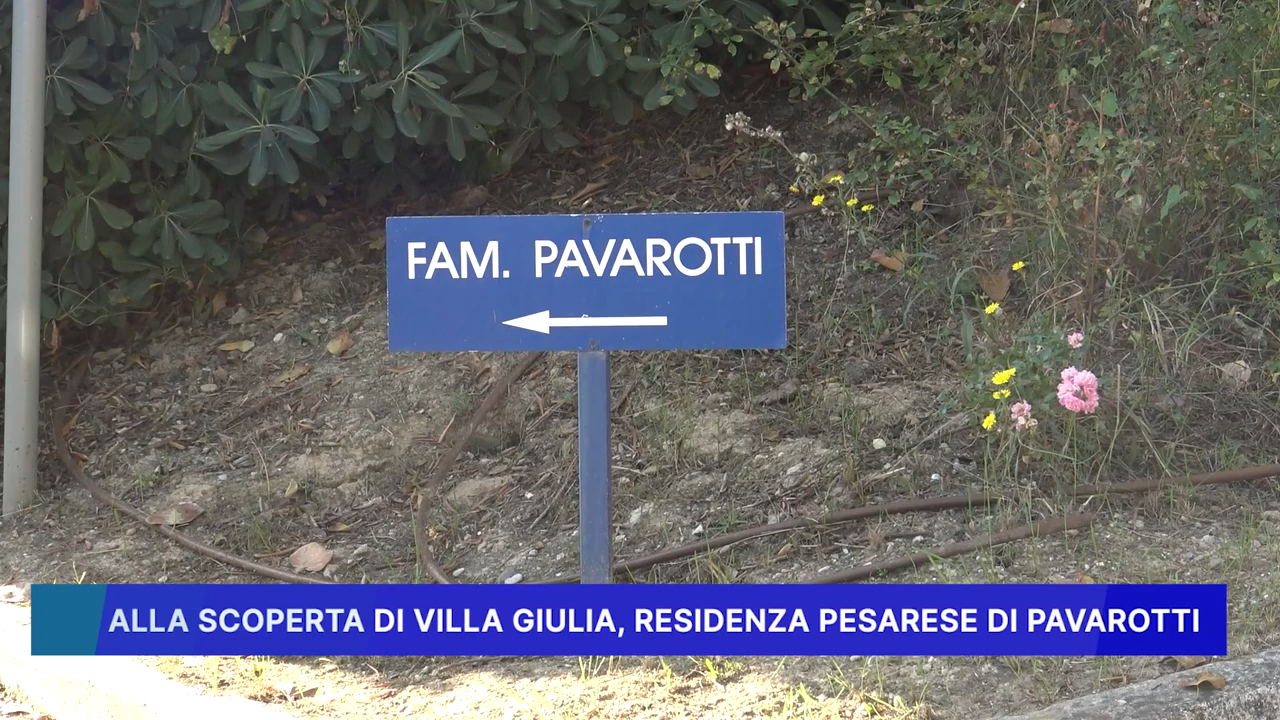 FAM. PAVAROTTI
ALLA SCOPERTA DI VILLA GIULIA, RESIDENZA PESARESE DI PAVAROTTI